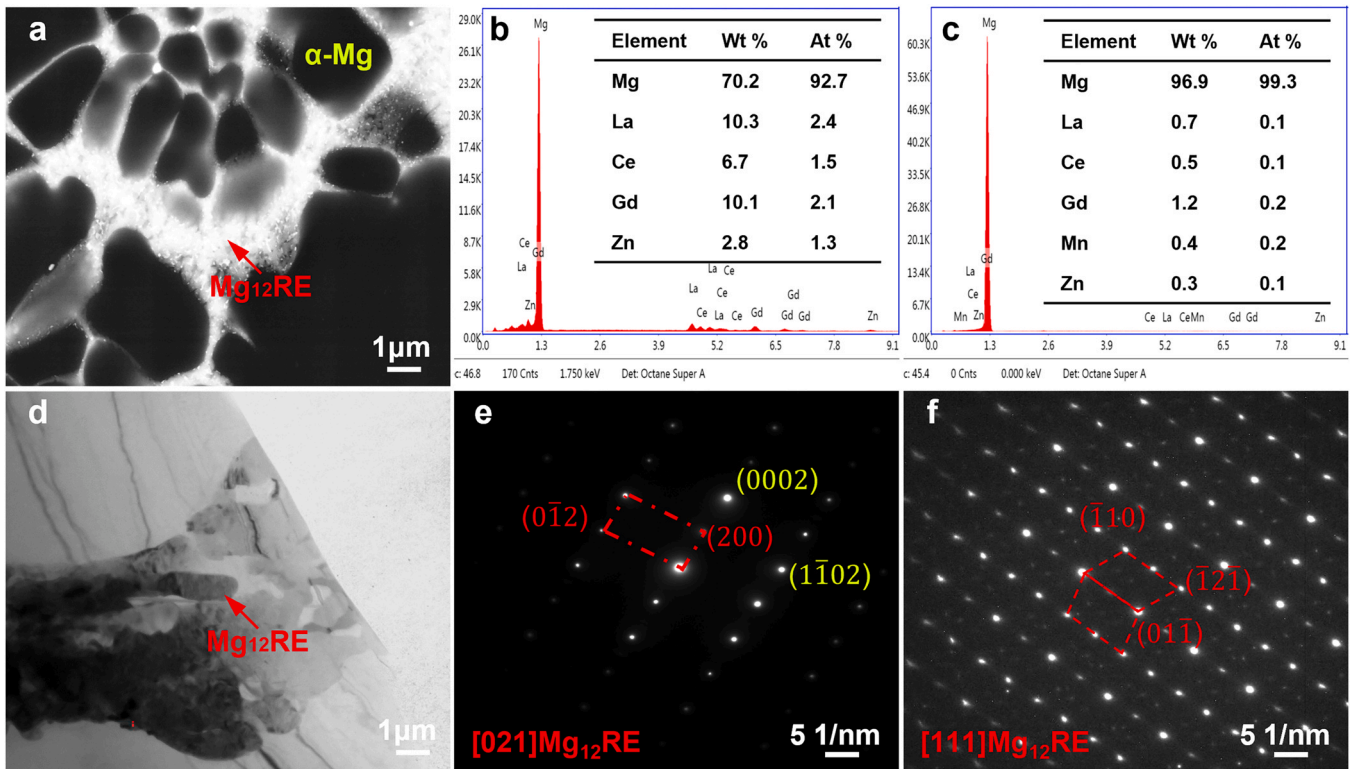 a
α-Mg
Mg₁₂RE
1μm
b
29.0K
26.1K
23.2K
20.3K
17.4K
14.5K
11.6K
8.7K
5.8K
2.9K
0.0K
Mg
Element Wt % At %
Mg 70.2 92.7
La 10.3 2.4
Ce 6.7 1.5
Gd 10.1 2.1
Zn 2.8 1.3
Ce
Gd
La
Zn
La Ce
La Ce
Ce La Ce Gd Gd Gd Zn
0.0 1.3 3.9 5.2 6.5 7.8 9.1
c: 46.8 170 Cnts 1.750 keV Det: Octane Super A
c
60.3K
53.6K
46.9K
40.2K
33.5K
26.8K
20.1K
13.4K
6.7K
0.0K
Mg
Element Wt % At %
Mg 96.9 99.3
La 0.7 0.1
Ce 0.5 0.1
Gd 1.2 0.2
Mn 0.4 0.2
Zn 0.3 0.1
Gd
La
Ce
Mn Zn
Ce La CeMn Gd Gd Zn
0.0 1.3 2.6 3.9 5.2 6.5 7.8 9.1
c: 45.4 0 Cnts 0.000 keV Det: Octane Super A
d
Mg₁₂RE
1μm
e
(0002)
(01̄2)
(200)
(11̄02)
[021]Mg₁₂RE
5 1/nm
f
(1̄10)
(1̄21̄)
(011̄)
[111]Mg₁₂RE
5 1/nm